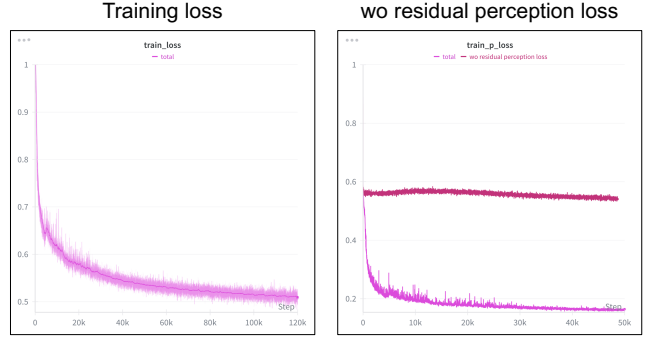 Training loss
wo residual perception loss
train_loss
total
1
0.9
0.8
0.7
0.6
0.5
0
20k
40k
60k
80k
100k
120k
Step
train_p_loss
total wo residual perception loss
1
0.8
0.6
0.4
0.2
0
10k
20k
30k
40k
50k
Step